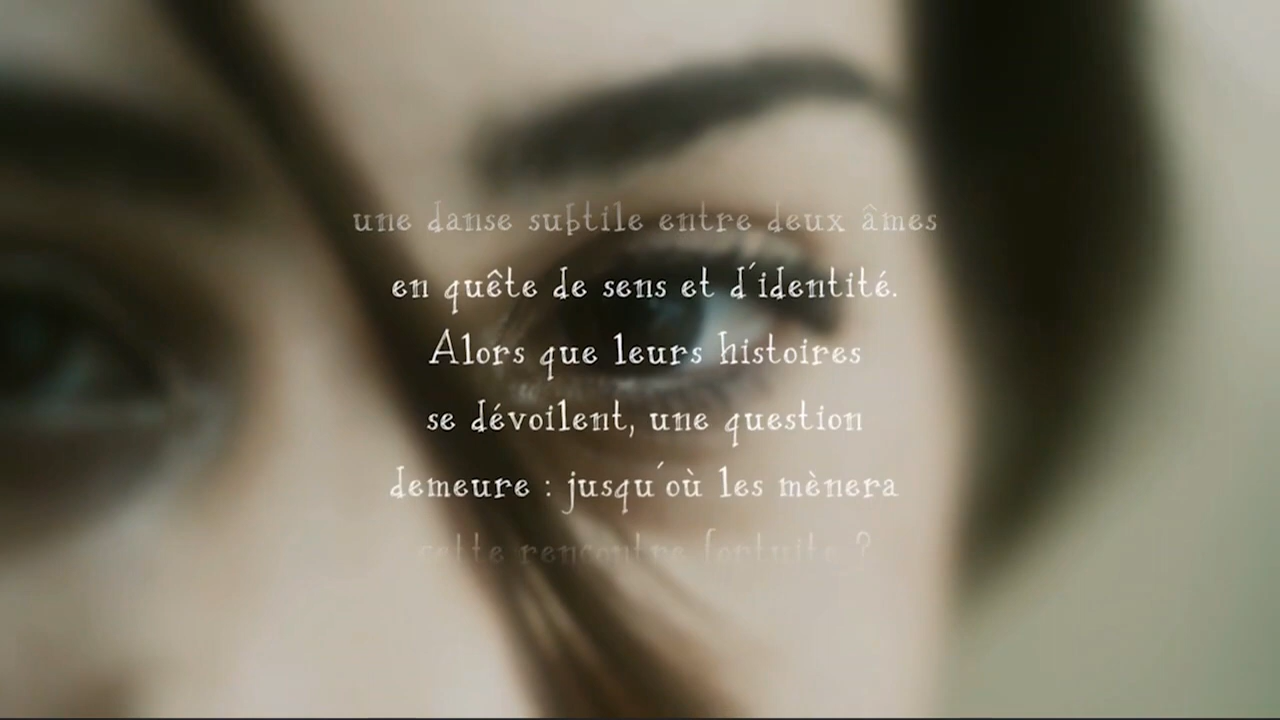 une danse subtile entre deux âmes
en quête de sens et d'identité.
Alors que leurs histoires
se dévoilent, une question
demeure : jusqu'où les mènera
cette rencontre fortuite ?